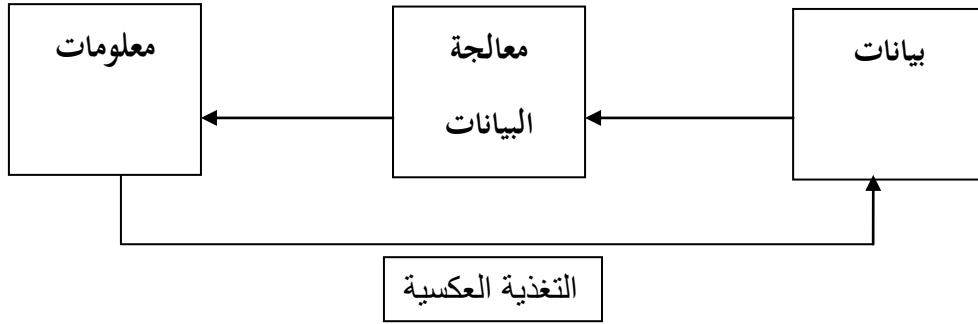 بيانات
معالجة
البيانات
معلومات
التغذية العكسية